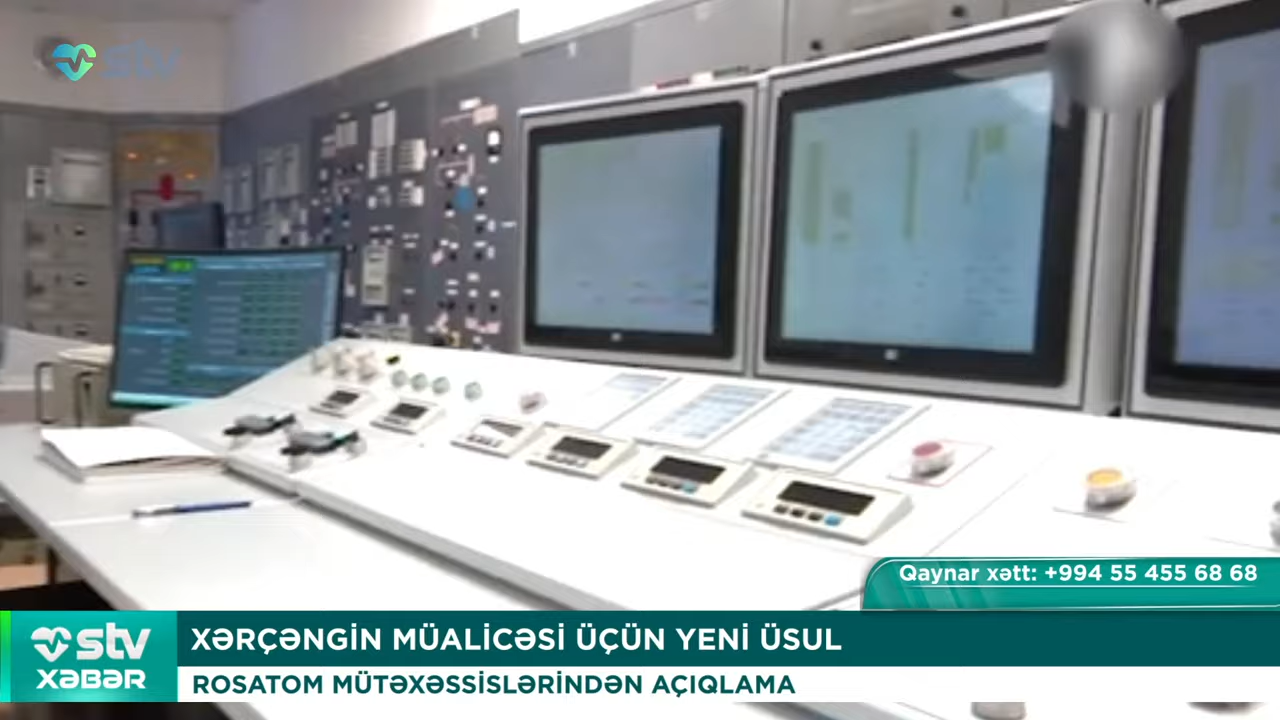 stv
Qaynar xətt: +994 55 455 68 68
stv
XƏBƏR
XƏRÇƏNGİN MÜALİCƏSİ ÜÇÜN YENİ ÜSUL
ROSATOM MÜTƏXƏSSİSLƏRİNDƏN AÇIQLAMA